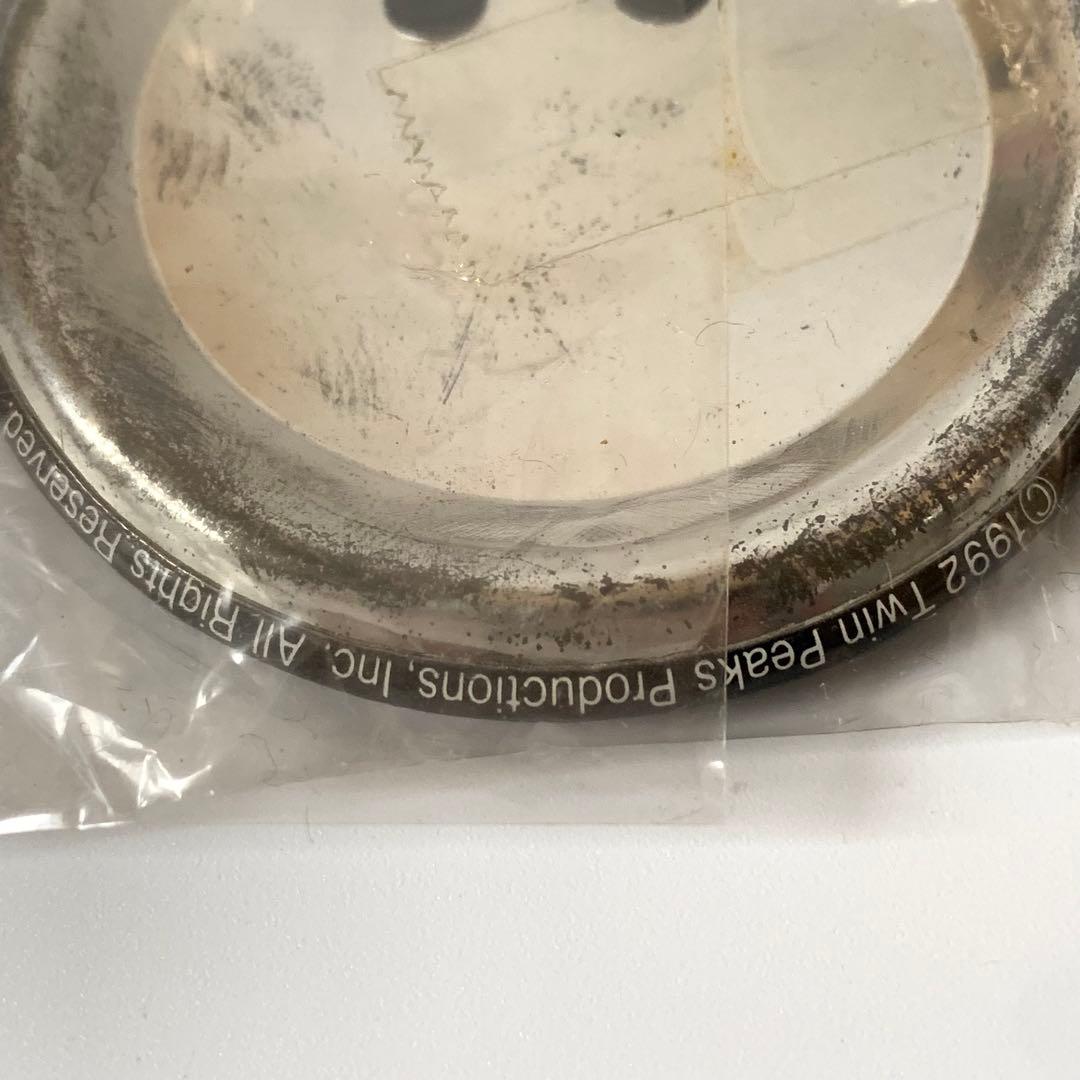 ©1992 Twin Peaks Productions, Inc. All Rights Reserved